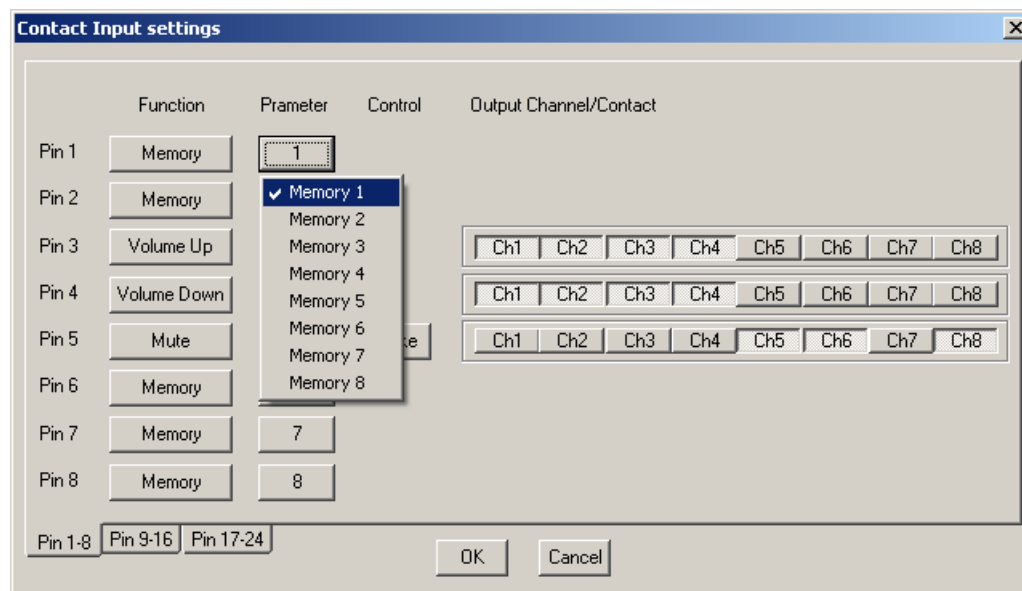 Contact Input settings
Function Prameter Control Output Channel/Contact
Pin 1 Memory 1
Memory 1
Pin 2 Memory
Memory 2
Pin 3 Volume Up Memory 3 Ch1 Ch2 Ch3 Ch4 Ch5 Ch6 Ch7 Ch8
Memory 4
Pin 4 Volume Down Memory 5 Ch1 Ch2 Ch3 Ch4 Ch5 Ch6 Ch7 Ch8
Memory 6
Pin 5 Mute Ch1 Ch2 Ch3 Ch4 Ch5 Ch6 Ch7 Ch8
Memory 7
Pin 6 Memory Memory 8
Pin 7 Memory 7
Pin 8 Memory 8
Pin 1-8 Pin 9-16 Pin 17-24
OK Cancel